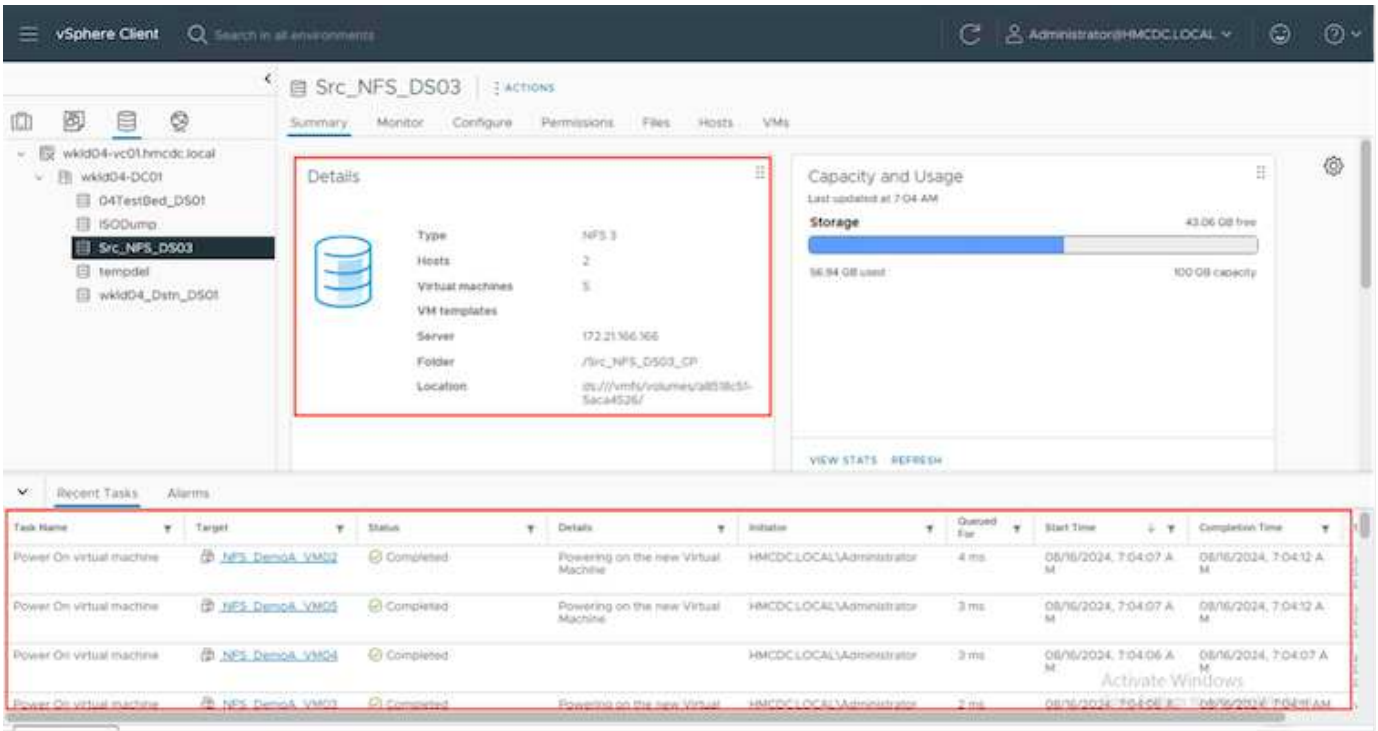 vSphere Client
Search in all environments
Administrator@HMCDC.LOCAL
Src_NFS_DS03
ACTIONS
Summary Monitor Configure Permissions Files Hosts VMs
wkld04-vc01.hmcdc.local
wkld04-DC01
04TestBed_DS01
ISODump
Src_NFS_DS03
tempdel
wkld04_Dstn_DS01
Details
Type NFS 3
Hosts 2
Virtual machines 5
VM templates
Server 172.21.166.166
Folder /Src_NFS_DS03_CP
Location ds:///vmfs/volumes/a8518c51-
5aca4526/
Capacity and Usage
Last updated at 7:04 AM
Storage 43.06 GB free
56.94 GB used 100 GB capacity
VIEW STATS REFRESH
Recent Tasks Alarms
Task Name Target Status Details Initiator Queued For Start Time Completion Time
Power On virtual machine NFS_DemoA_VM02 Completed Powering on the new Virtual HMCDC.LOCAL\Administrator 4 ms 08/16/2024, 7:04:07 A 08/16/2024, 7:04:12 A
Machine M M
Power On virtual machine NFS_DemoA_VM05 Completed Powering on the new Virtual HMCDC.LOCAL\Administrator 3 ms 08/16/2024, 7:04:07 A 08/16/2024, 7:04:12 A
Machine M M
Power On virtual machine NFS_DemoA_VM04 Completed HMCDC.LOCAL\Administrator 3 ms 08/16/2024, 7:04:06 A 08/16/2024, 7:04:07 A
M M
Activate Windows
Power On virtual machine NFS_DemoA_VM03 Completed Powering on the new Virtual HMCDC.LOCAL\Administrator 2 ms